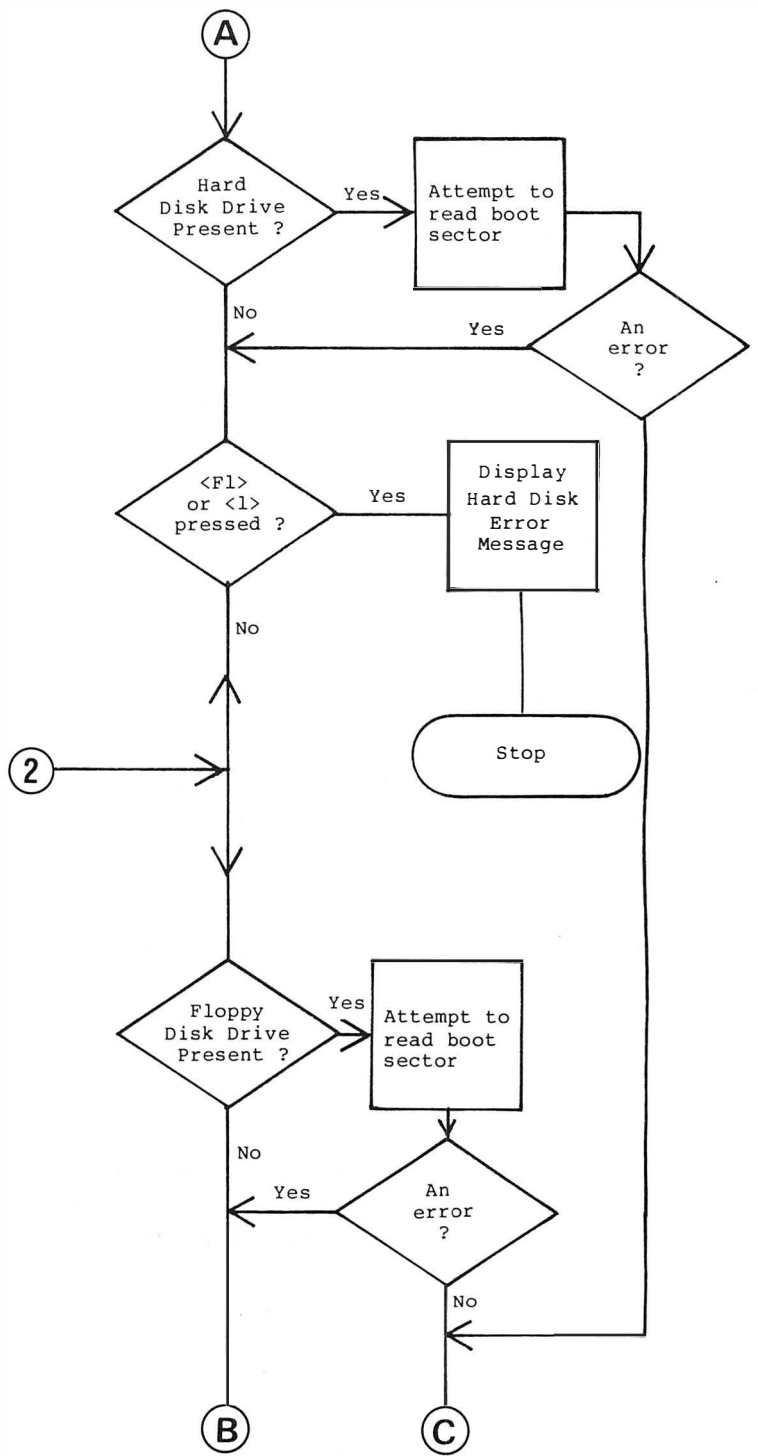 A
Hard
Disk Drive
Present ?
Yes
Attempt to
read boot
sector
No
Yes
An
error
?
<F1>
or <1>
pressed ?
Yes
Display
Hard Disk
Error
Message
No
2
Stop
Floppy
Disk Drive
Present ?
Yes
Attempt to
read boot
sector
No
Yes
An
error
?
No
B
C